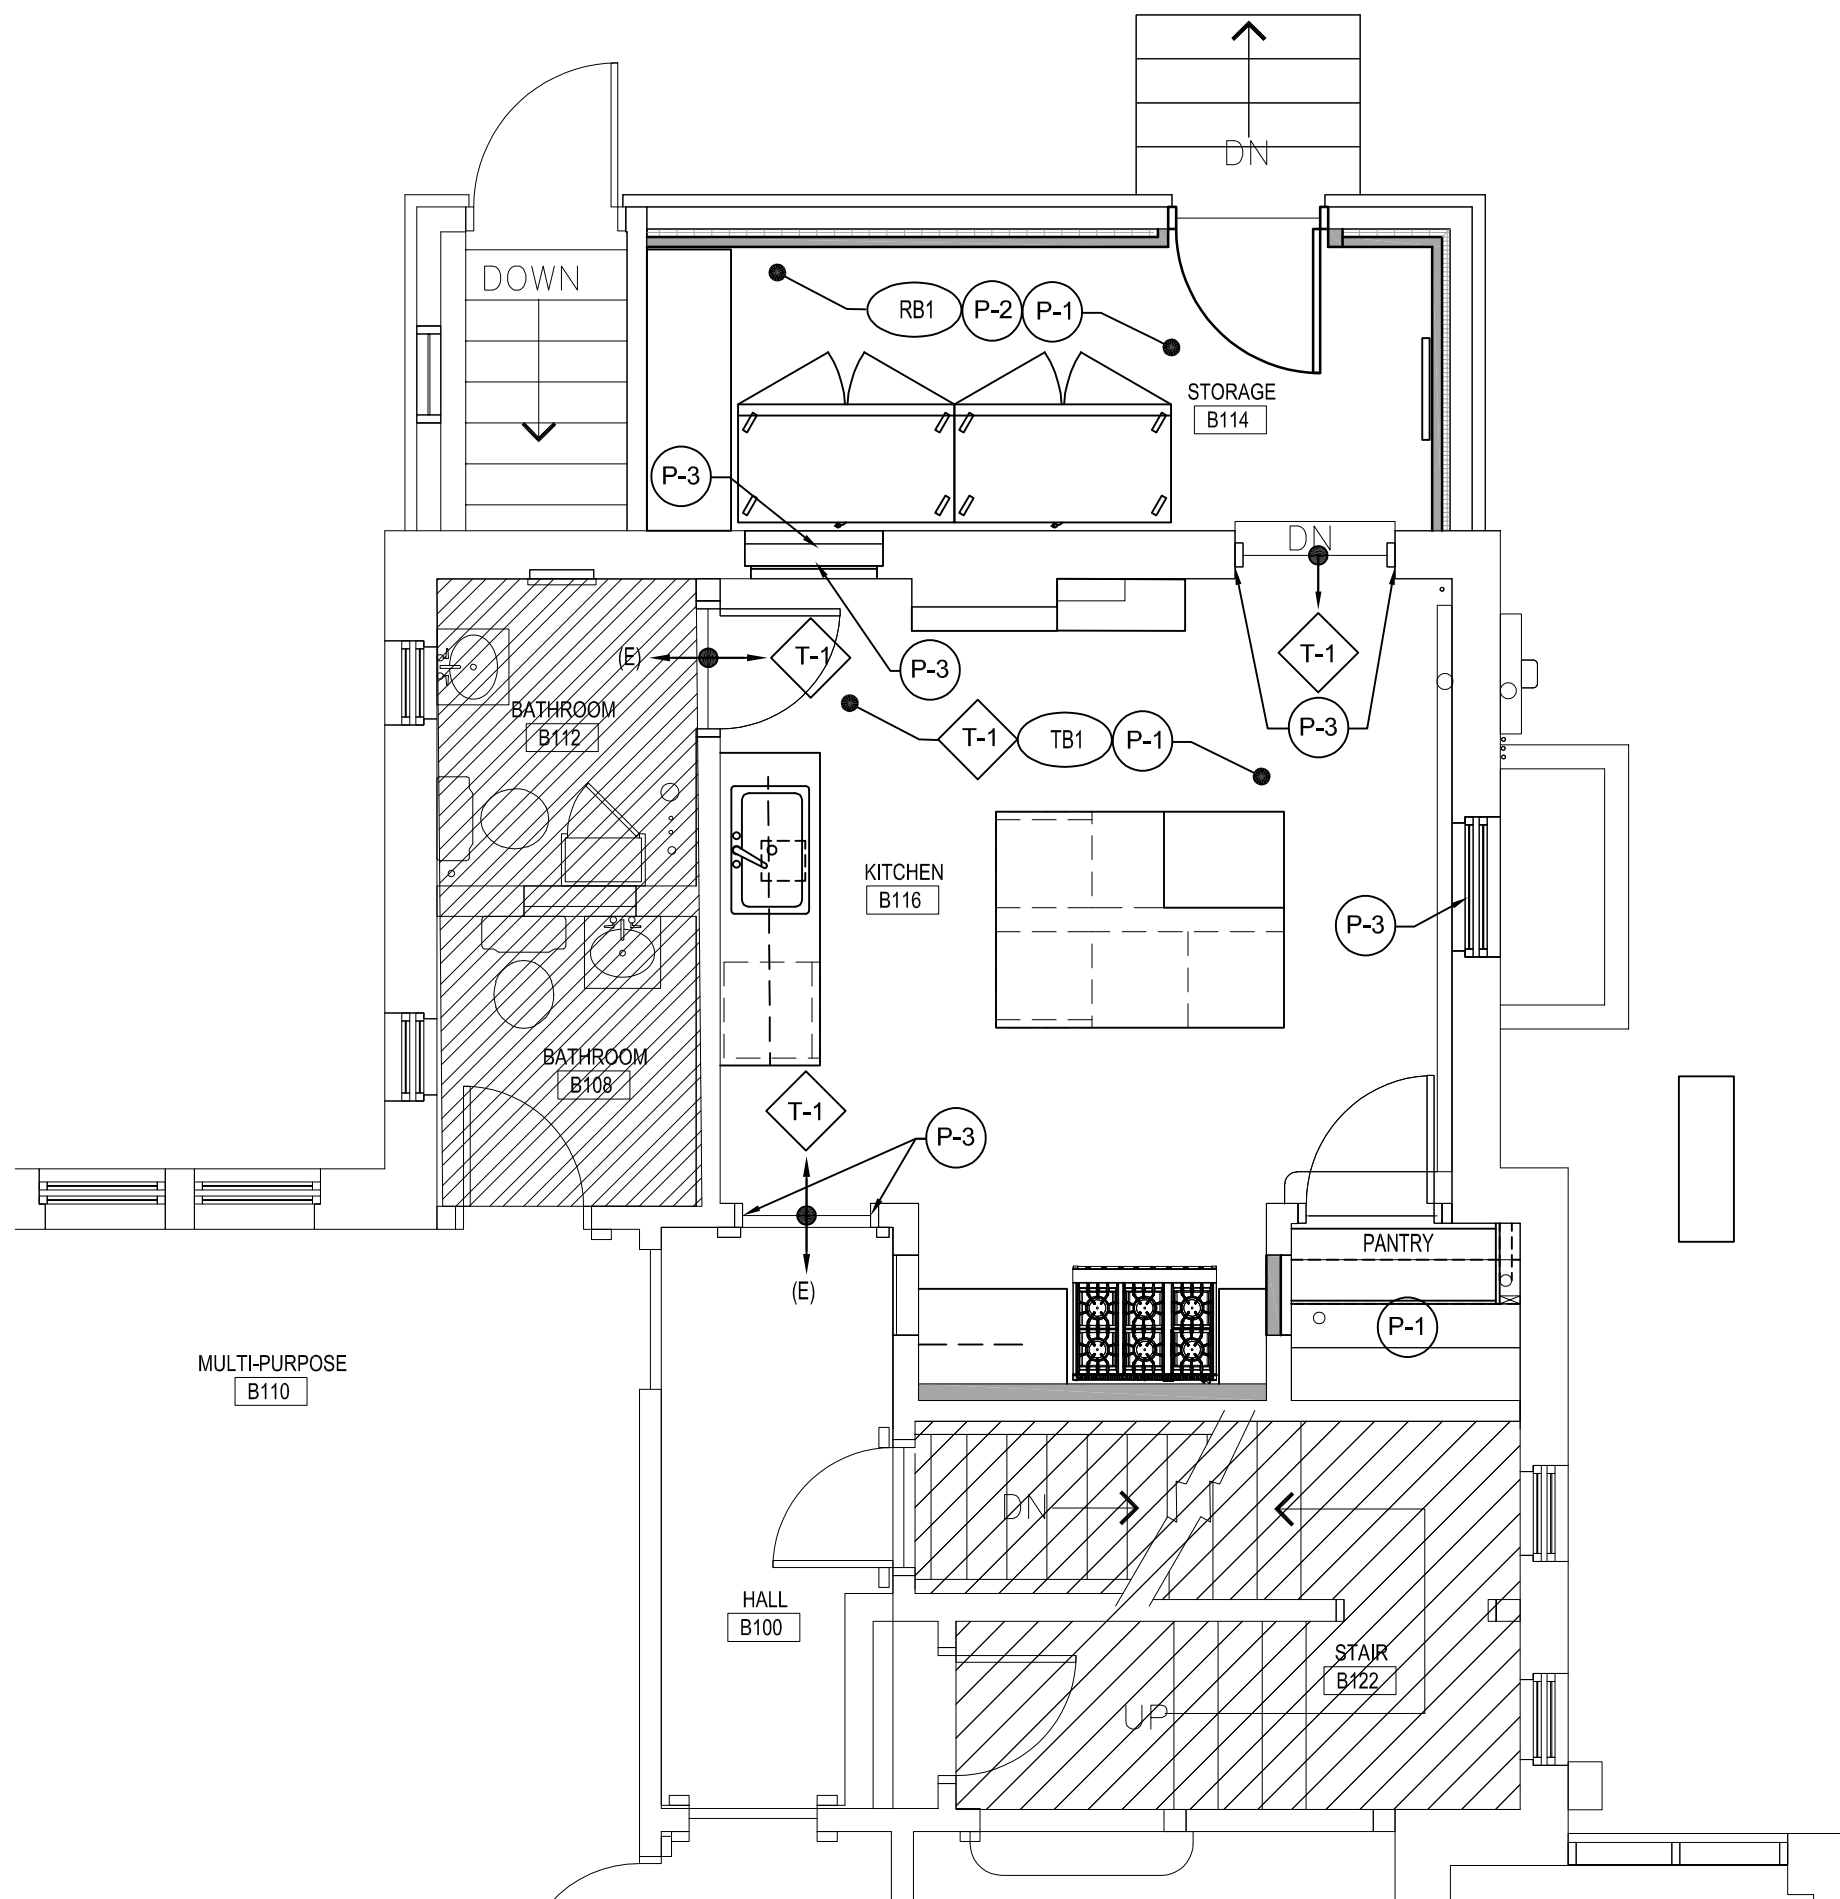 DN
DOWN
RB1 P-2 P-1
STORAGE
B114
P-3
DN
(E) T-1 P-3 T-1
BATHROOM
B112
T-1 TB1 P-1 P-3
KITCHEN
B116
P-3
BATHROOM
B108
T-1
P-3
PANTRY
(E)
P-1
MULTI-PURPOSE
B110
DN
HALL
B100
STAIR
B122
UP